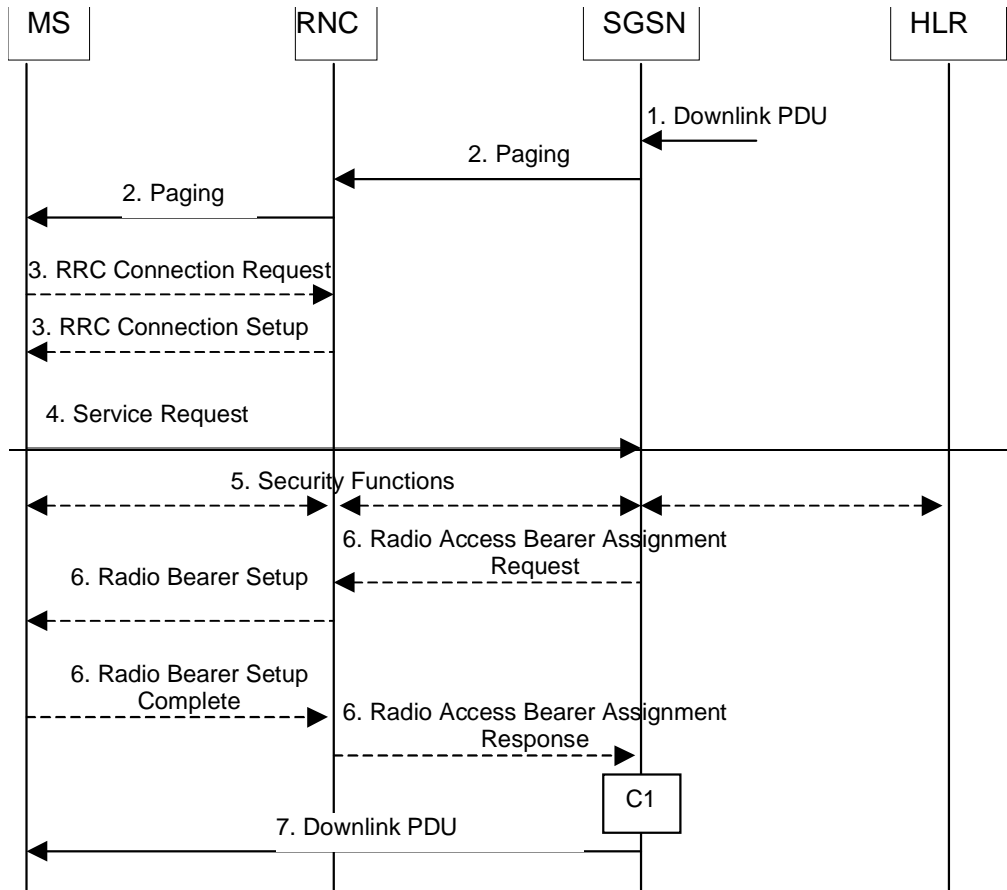 MS RNC SGSN HLR
1. Downlink PDU
2. Paging
2. Paging
3. RRC Connection Request
3. RRC Connection Setup
4. Service Request
5. Security Functions
6. Radio Access Bearer Assignment
Request
6. Radio Bearer Setup
6. Radio Bearer Setup
Complete
6. Radio Access Bearer Assignment
Response
C1
7. Downlink PDU